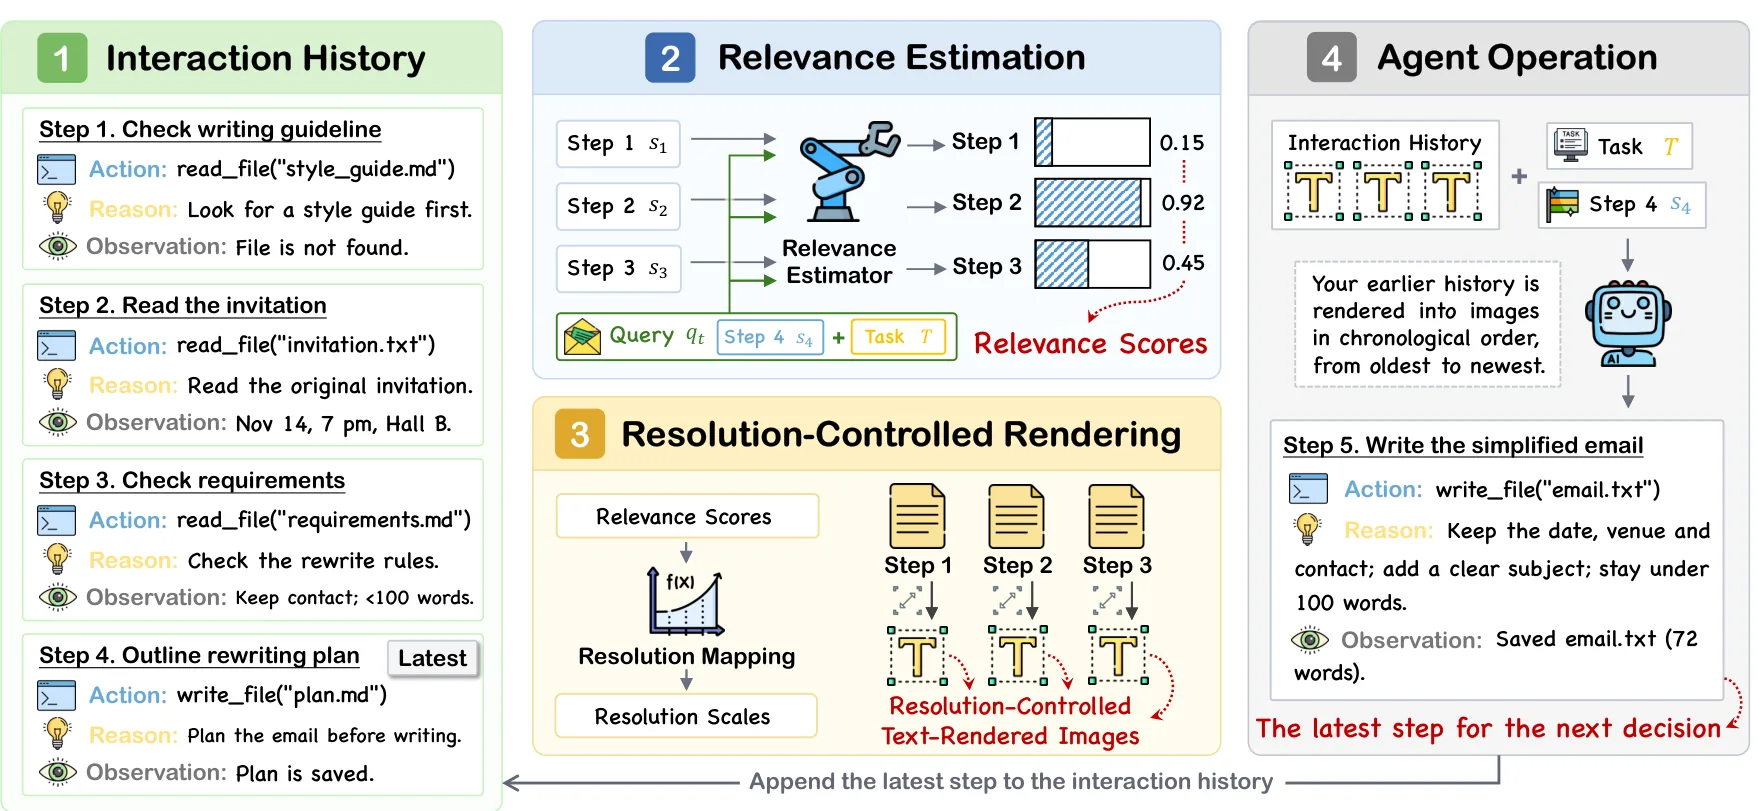 1 Interaction History
Step 1. Check writing guideline
Action: read_file("style_guide.md")
Reason: Look for a style guide first.
Observation: File is not found.
Step 2. Read the invitation
Action: read_file("invitation.txt")
Reason: Read the original invitation.
Observation: Nov 14, 7 pm, Hall B.
Step 3. Check requirements
Action: read_file("requirements.md")
Reason: Check the rewrite rules.
Observation: Keep contact; <100 words.
Step 4. Outline rewriting plan
Latest
Action: write_file("plan.md")
Reason: Plan the email before writing.
Observation: Plan is saved.
2 Relevance Estimation
Step 1 s₁
Step 2 s₂
Step 3 s₃
Relevance
Estimator
Step 1 0.15
Step 2 0.92
Step 3 0.45
Query qₜ Step 4 s₄ + Task T
Relevance Scores
3 Resolution-Controlled Rendering
Relevance Scores
f(x)
Resolution Mapping
Resolution Scales
Step 1 Step 2 Step 3
T T T
Resolution-Controlled
Text-Rendered Images
4 Agent Operation
Interaction History
T T T
+
TASK
Task T
Step 4 s₄
Your earlier history is
rendered into images
in chronological order,
from oldest to newest.
AI
Step 5. Write the simplified email
Action: write_file("email.txt")
Reason: Keep the date, venue and
contact; add a clear subject; stay under
100 words.
Observation: Saved email.txt (72
words).
The latest step for the next decision
Append the latest step to the interaction history